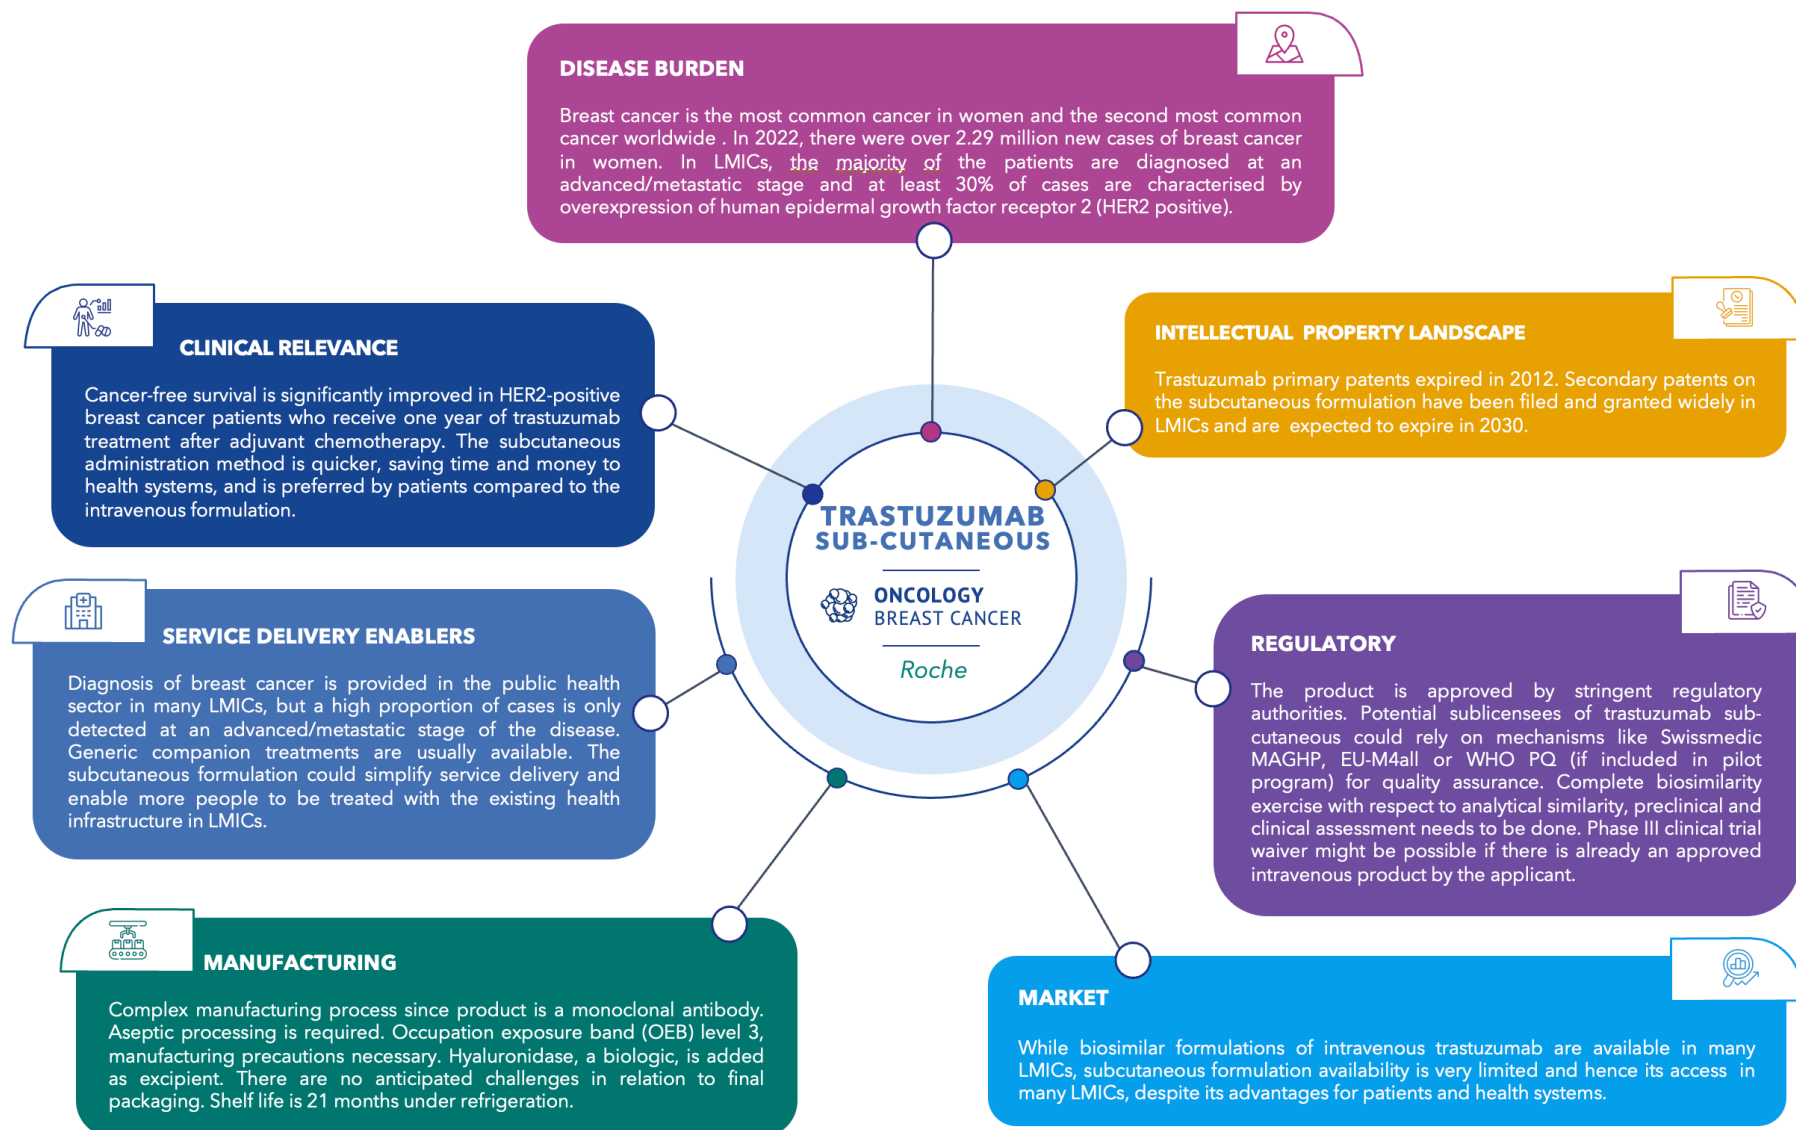 DISEASE BURDEN
Breast cancer is the most common cancer in women and the second most common
cancer worldwide . In 2022, there were over 2.29 million new cases of breast cancer
in women. In LMICs, the majority of the patients are diagnosed at an
advanced/metastatic stage and at least 30% of cases are characterised by
overexpression of human epidermal growth factor receptor 2 (HER2 positive).
CLINICAL RELEVANCE
Cancer-free survival is significantly improved in HER2-positive
breast cancer patients who receive one year of trastuzumab
treatment after adjuvant chemotherapy. The subcutaneous
administration method is quicker, saving time and money to
health systems, and is preferred by patients compared to the
intravenous formulation.
INTELLECTUAL PROPERTY LANDSCAPE
Trastuzumab primary patents expired in 2012. Secondary patents on
the subcutaneous formulation have been filed and granted widely in
LMICs and are expected to expire in 2030.
TRASTUZUMAB
SUB-CUTANEOUS
ONCOLOGY
BREAST CANCER
Roche
SERVICE DELIVERY ENABLERS
Diagnosis of breast cancer is provided in the public health
sector in many LMICs, but a high proportion of cases is only
detected at an advanced/metastatic stage of the disease.
Generic companion treatments are usually available. The
subcutaneous formulation could simplify service delivery and
enable more people to be treated with the existing health
infrastructure in LMICs.
REGULATORY
The product is approved by stringent regulatory
authorities. Potential sublicensees of trastuzumab sub-
cutaneous could rely on mechanisms like Swissmedic
MAGHP, EU-M4all or WHO PQ (if included in pilot
program) for quality assurance. Complete biosimilarity
exercise with respect to analytical similarity, preclinical and
clinical assessment needs to be done. Phase III clinical trial
waiver might be possible if there is already an approved
intravenous product by the applicant.
MANUFACTURING
Complex manufacturing process since product is a monoclonal antibody.
Aseptic processing is required. Occupation exposure band (OEB) level 3,
manufacturing precautions necessary. Hyaluronidase, a biologic, is added
as excipient. There are no anticipated challenges in relation to final
packaging. Shelf life is 21 months under refrigeration.
MARKET
While biosimilar formulations of intravenous trastuzumab are available in many
LMICs, subcutaneous formulation availability is very limited and hence its access in
many LMICs, despite its advantages for patients and health systems.